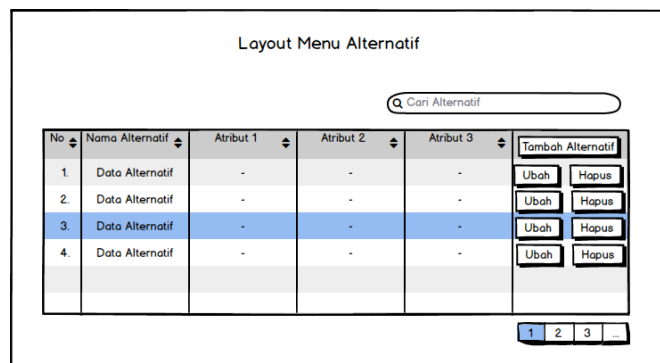 Layout Menu Alternatif
Cari Alternatif
No Nama Alternatif Atribut 1 Atribut 2 Atribut 3 Tambah Alternatif
1. Data Alternatif - - - Ubah Hapus
2. Data Alternatif - - - Ubah Hapus
3. Data Alternatif - - - Ubah Hapus
4. Data Alternatif - - - Ubah Hapus
1 2 3 ...